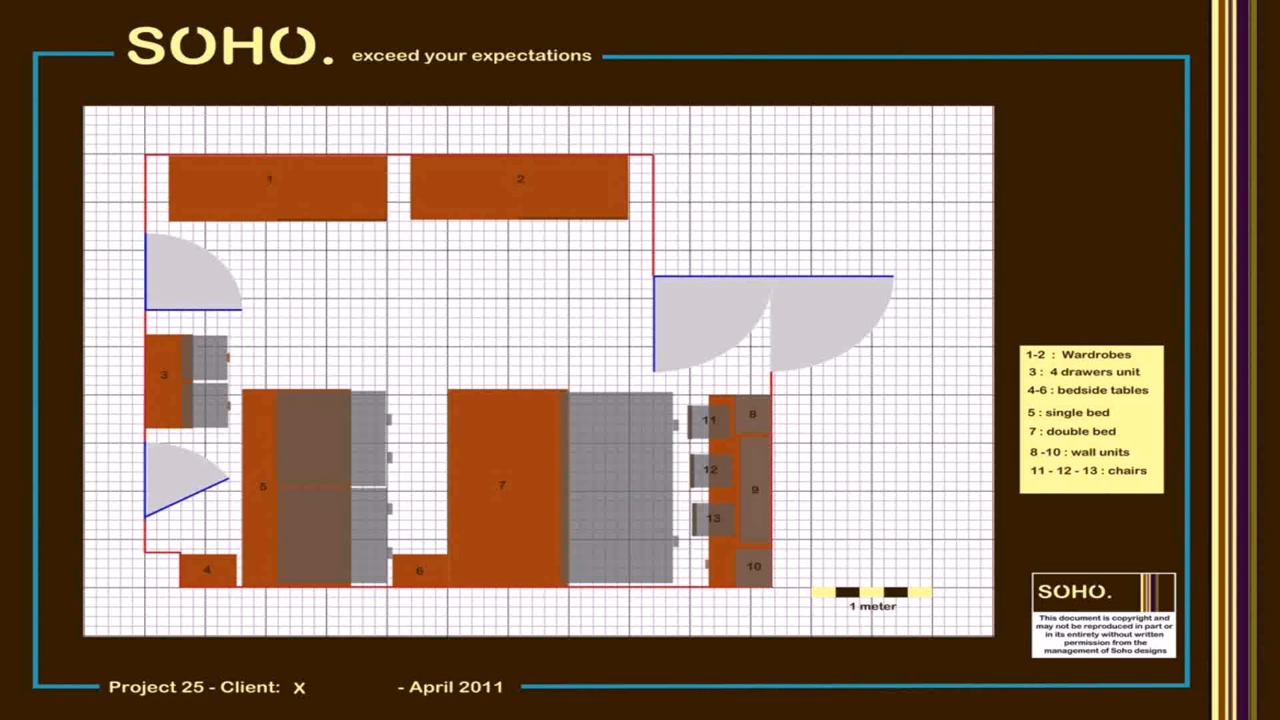 SOHO. exceed your expectations
1
2
3
4
5
6
7
8
9
10
11
12
13
1-2 : Wardrobes
3 : 4 drawers unit
4-6 : bedside tables
5 : single bed
7 : double bed
8 -10 : wall units
11 - 12 - 13 : chairs
1 meter
SOHO.
This document is copyright and
may not be reproduced in part or
in its entirety without written
permission from the
management of Soho designs
Project 25 - Client: X - April 2011